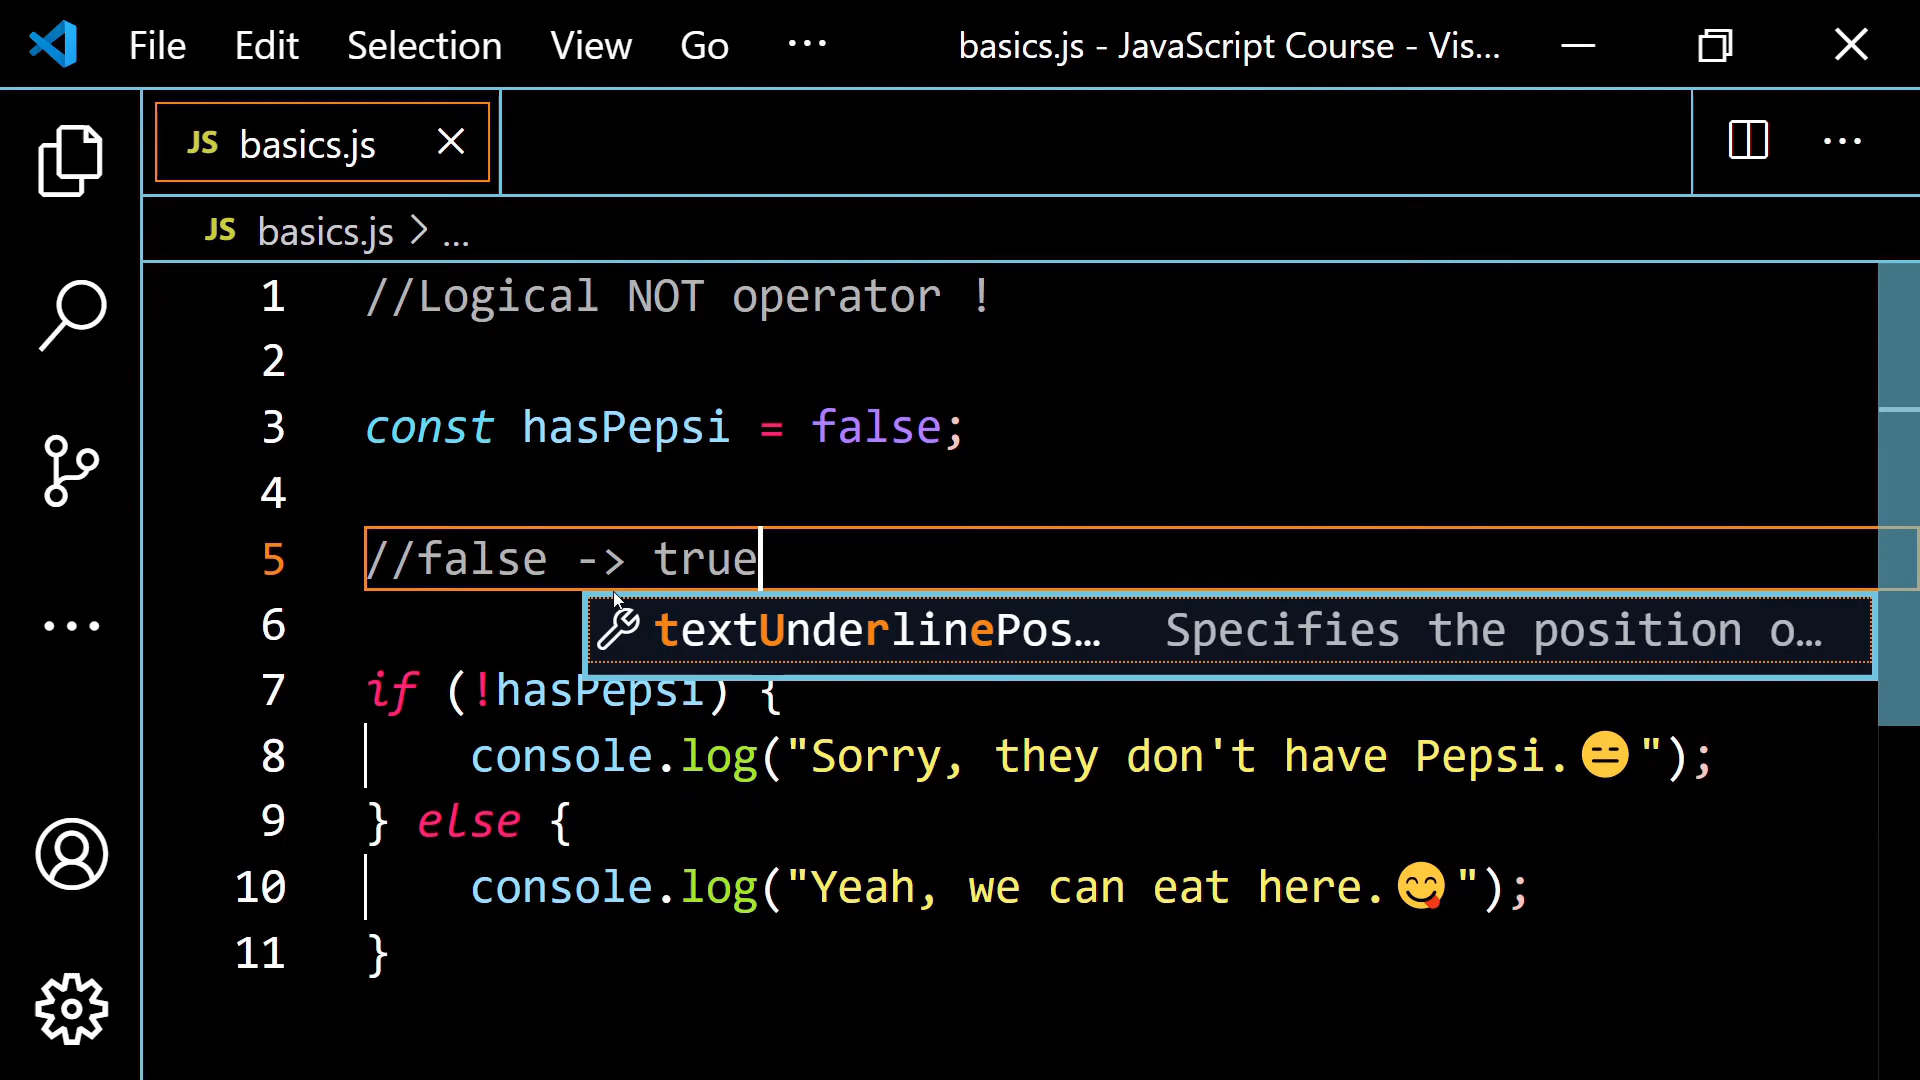 File Edit Selection View Go ··· basics.js - JavaScript Course - Vis...
JS basics.js
JS basics.js > ...
1 //Logical NOT operator !
2
3 const hasPepsi = false;
4
5 //false -> true
textUnderlinePos… Specifies the position o…
6
7 if (!hasPepsi) {
8 console.log("Sorry, they don't have Pepsi.😑");
9 } else {
10 console.log("Yeah, we can eat here.😋");
11 }